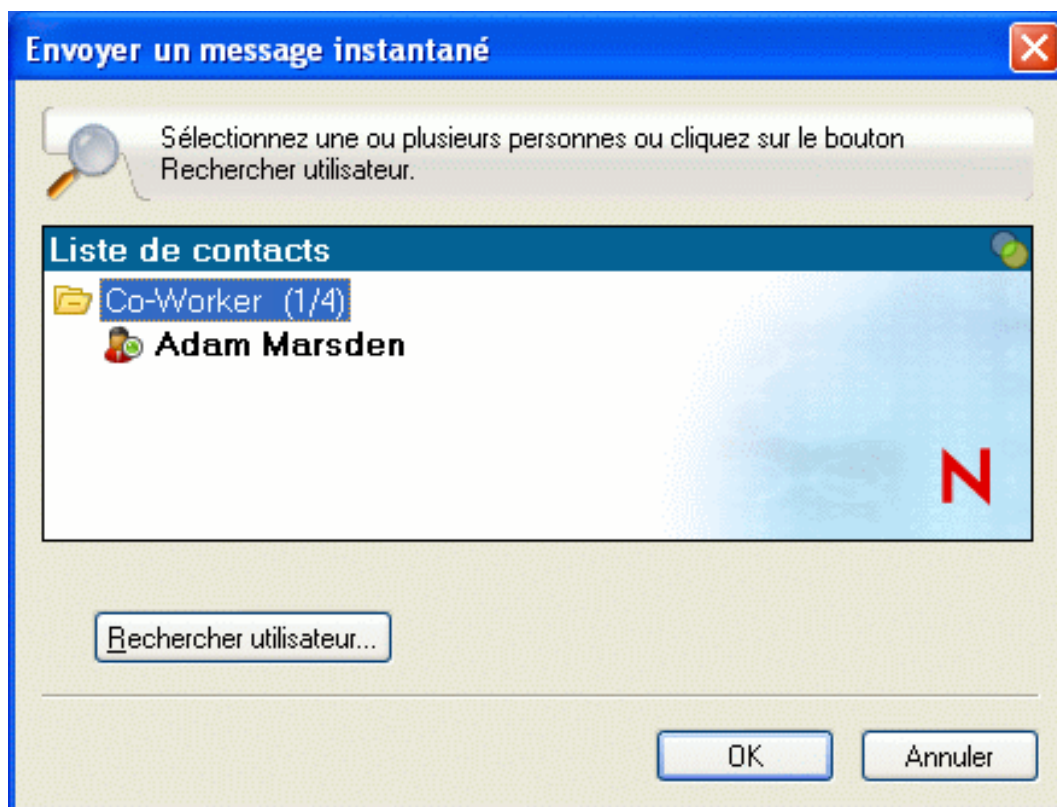 Envoyer un message instantané
Sélectionnez une ou plusieurs personnes ou cliquez sur le bouton
Rechercher utilisateur.
Liste de contacts
Co-Worker (1/4)
Adam Marsden
N
Rechercher utilisateur...
OK
Annuler